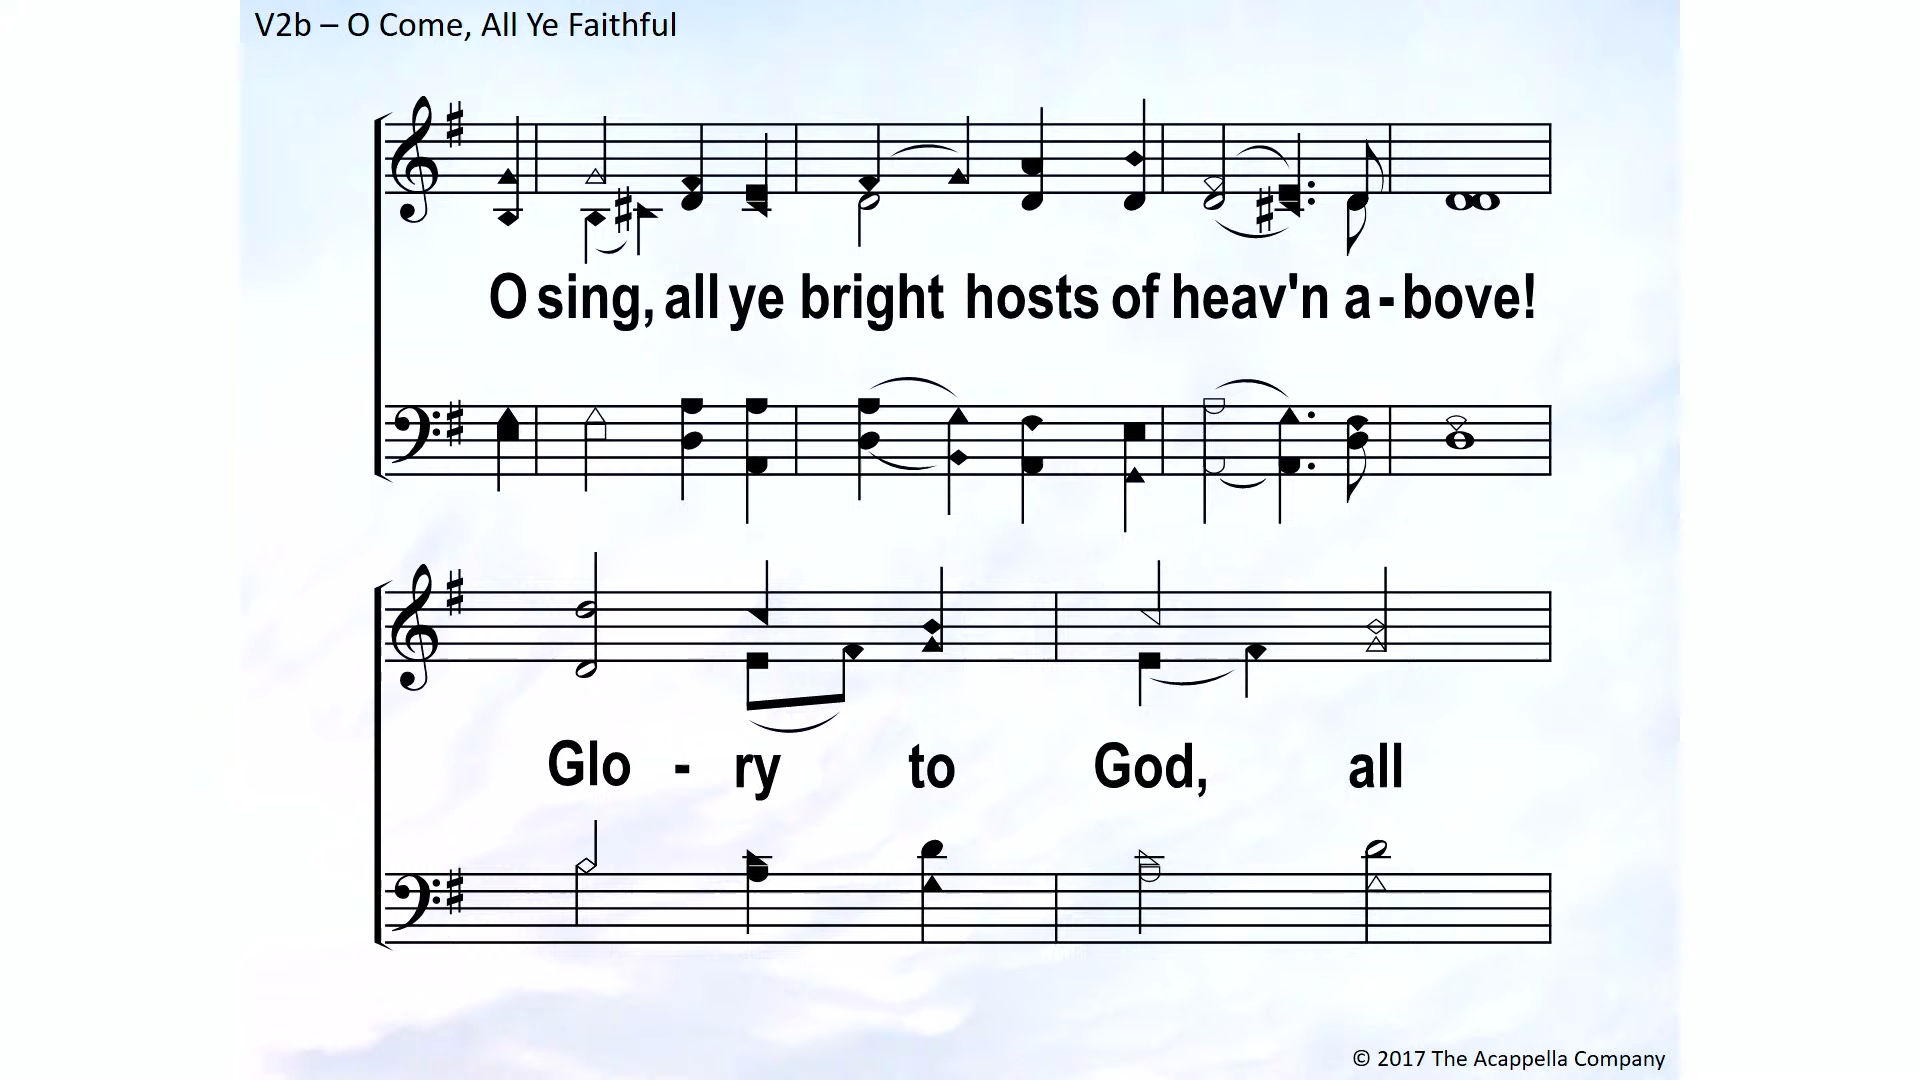 V2b – O Come, All Ye Faithful
O sing, all ye bright hosts of heav'n a - bove!
Glo - ry to God, all
© 2017 The Acappella Company